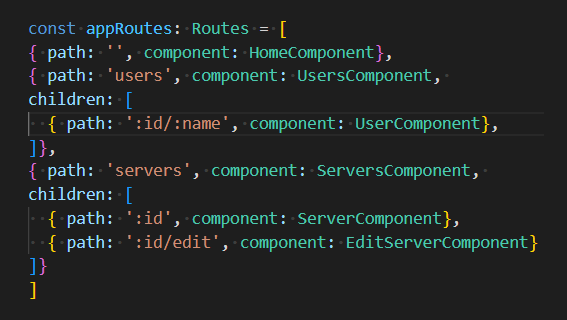 const appRoutes: Routes = [
{ path: '', component: HomeComponent},
{ path: 'users', component: UsersComponent,
children: [
  { path: ':id/:name', component: UserComponent},
]},
{ path: 'servers', component: ServersComponent,
children: [
  { path: ':id', component: ServerComponent},
  { path: ':id/edit', component: EditServerComponent}
]}
]